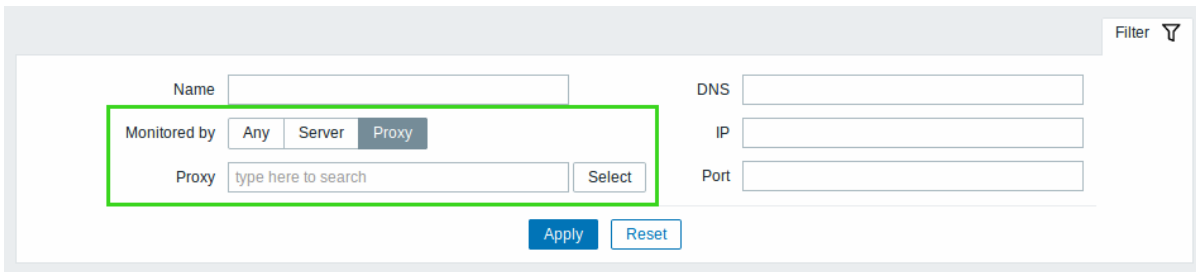 Filter
Name
DNS
Monitored by Any Server Proxy
IP
Proxy type here to search Select
Port
Apply Reset